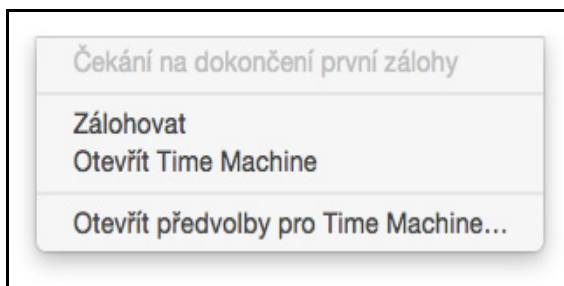 Čekání na dokončení první zálohy
Zálohovat
Otevřít Time Machine
Otevřít předvolby pro Time Machine…